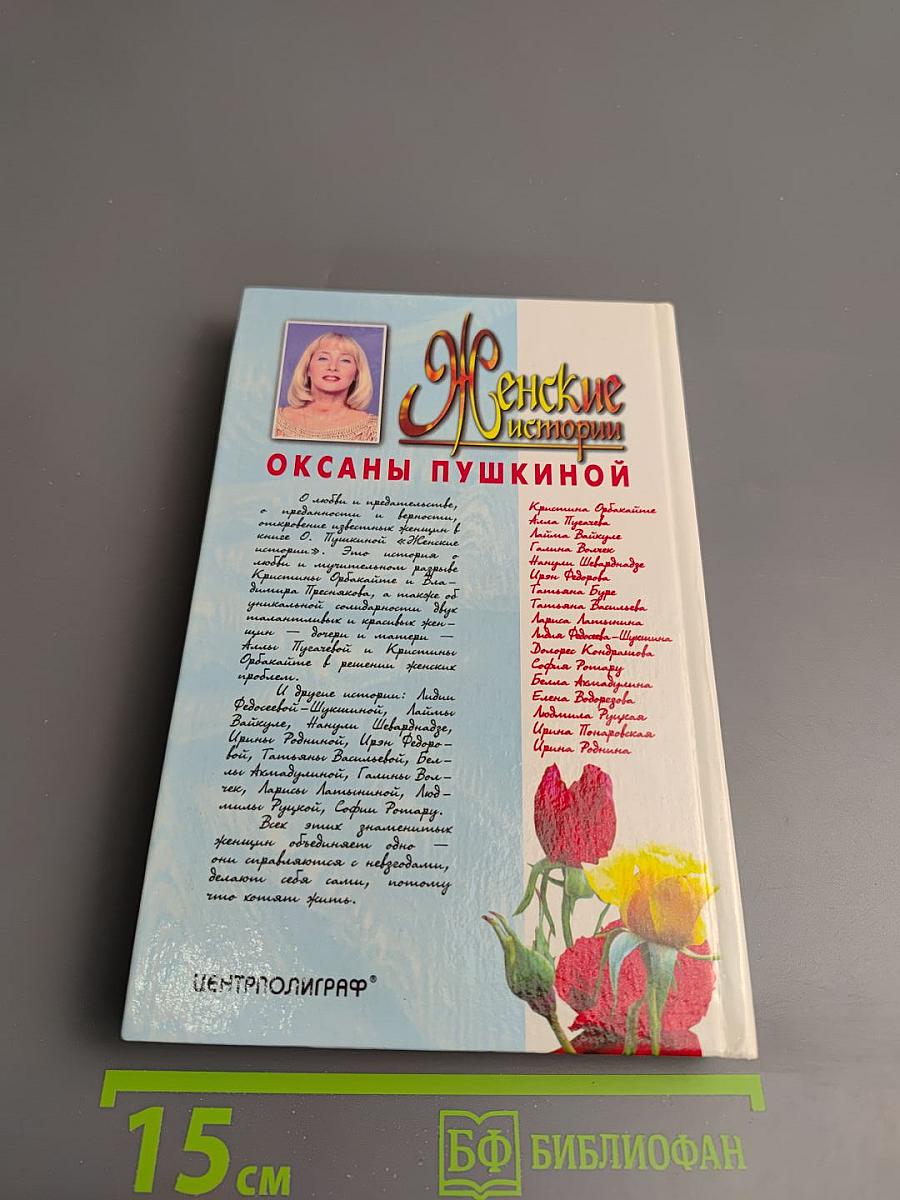 Женские
истории
ОКСАНЫ ПУШКИНОЙ
О любви и предательстве,
о преданности и верности,
откровение известных женщин в
книге О. Пушкиной «Женские
истории». Это история о
любви и мучительном разрыве
Кристины Орбакайте и Вла-
димира Преснякова, а также об
уникальной солидарности двух
талантливых и красивых жен-
щин — дочери и матери —
Аллы Пугачевой и Кристины
Орбакайте в решении женских
проблем.
И другие истории: Лидии
Федосеевой-Шукшиной, Лаймы
Вайкуле, Нанули Шеварднадзе,
Ирины Родниной, Ирэн Федоро-
вой, Татьяны Васильевой, Бел-
лы Ахмадулиной, Галины Вол-
чек, Ларисы Латыниной, Люд-
милы Руцкой, Софии Ротару.
Всех этих знаменитых
женщин объединяет одно —
они справляются с невзгодами,
делают себя сами, потому
что хотят жить.
Кристина Орбакайте
Алла Пугачева
Лайма Вайкуле
Галина Волчек
Нанули Шеварднадзе
Ирэн Федорова
Татьяна Буре
Татьяна Васильева
Лариса Латынина
Лидия Федосеева-Шукшина
Долорес Кондрашова
София Ротару
Белла Ахмадулина
Елена Водорезова
Людмила Руцкая
Ирина Понаровская
Ирина Роднина
ЦЕНТРПОЛИГРАФ®
15 см
БФ БИБЛИОФАН